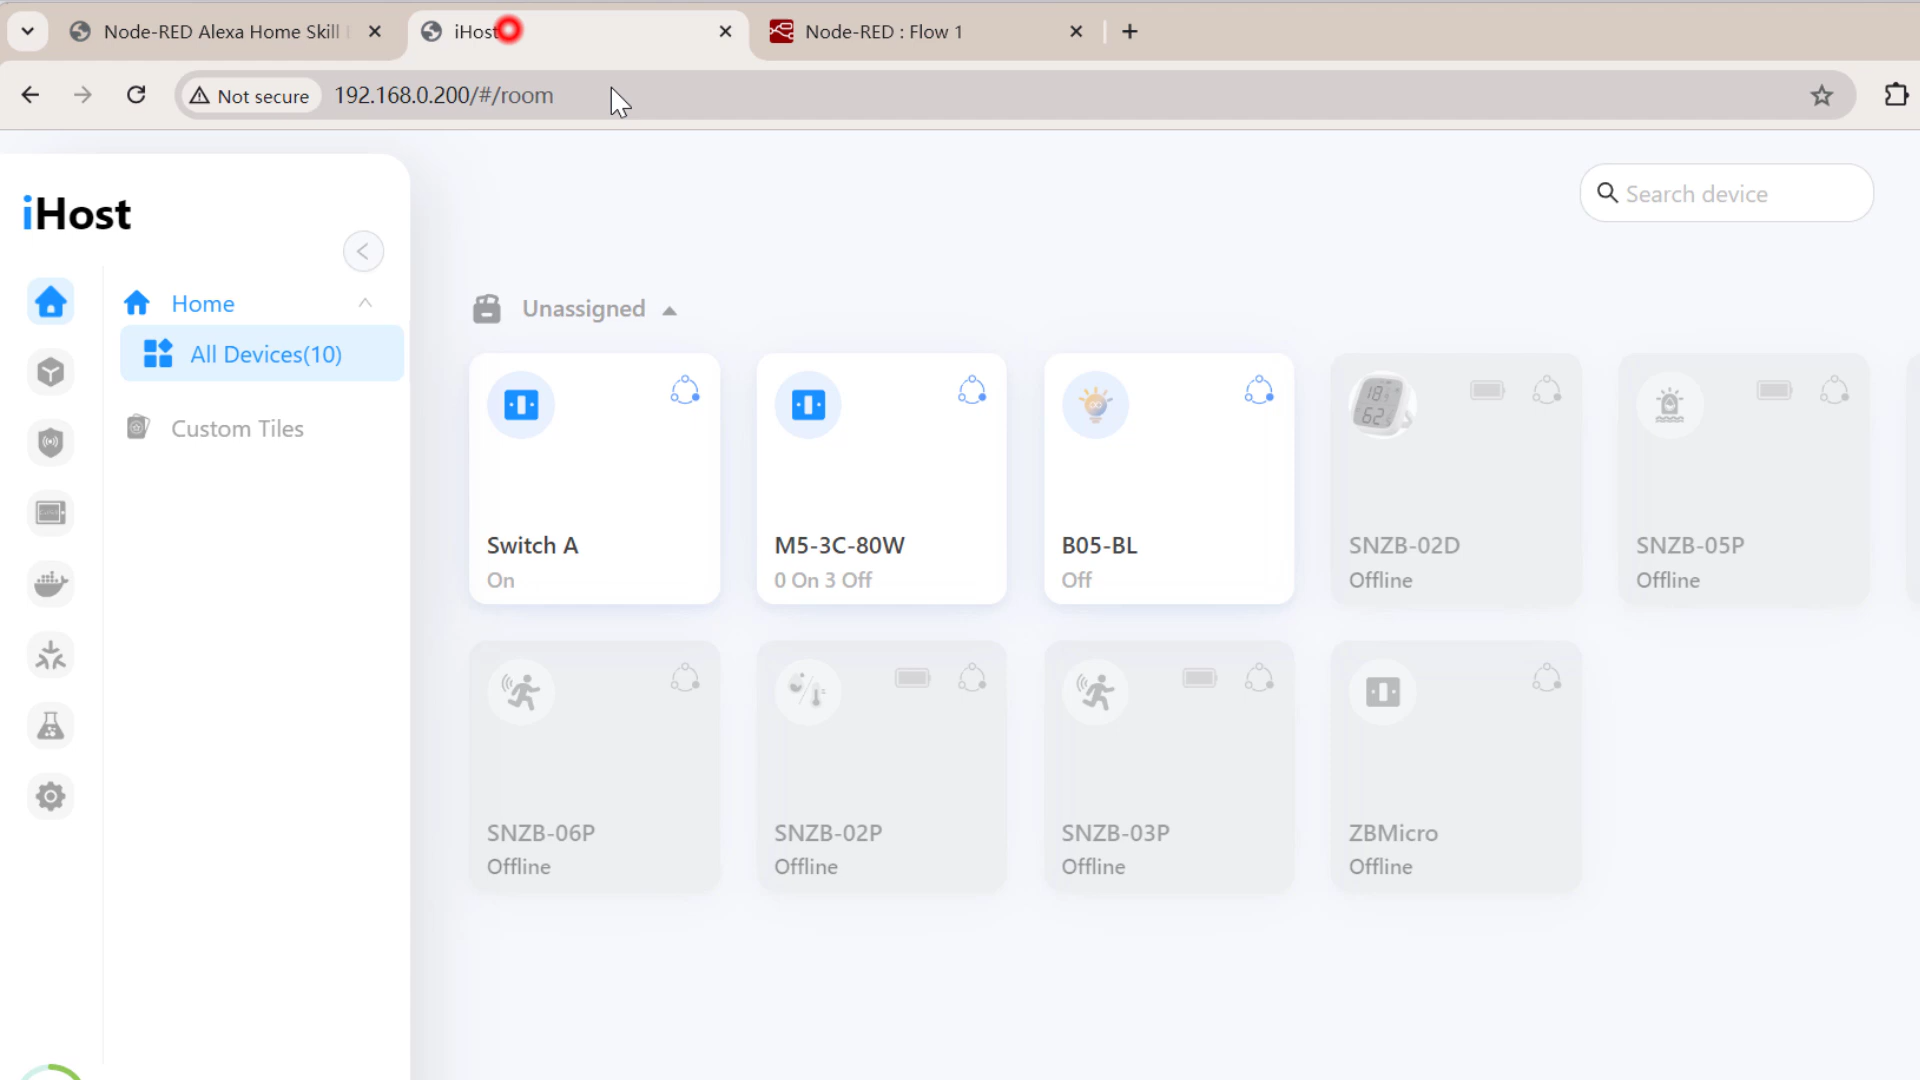 Node-RED Alexa Home Skill
iHost
Node-RED : Flow 1
Not secure
192.168.0.200/#/room
iHost
Search device
Home
All Devices(10)
Custom Tiles
Unassigned
Switch A
On
M5-3C-80W
0 On 3 Off
B05-BL
Off
SNZB-02D
Offline
SNZB-05P
Offline
SNZB-06P
Offline
SNZB-02P
Offline
SNZB-03P
Offline
ZBMicro
Offline